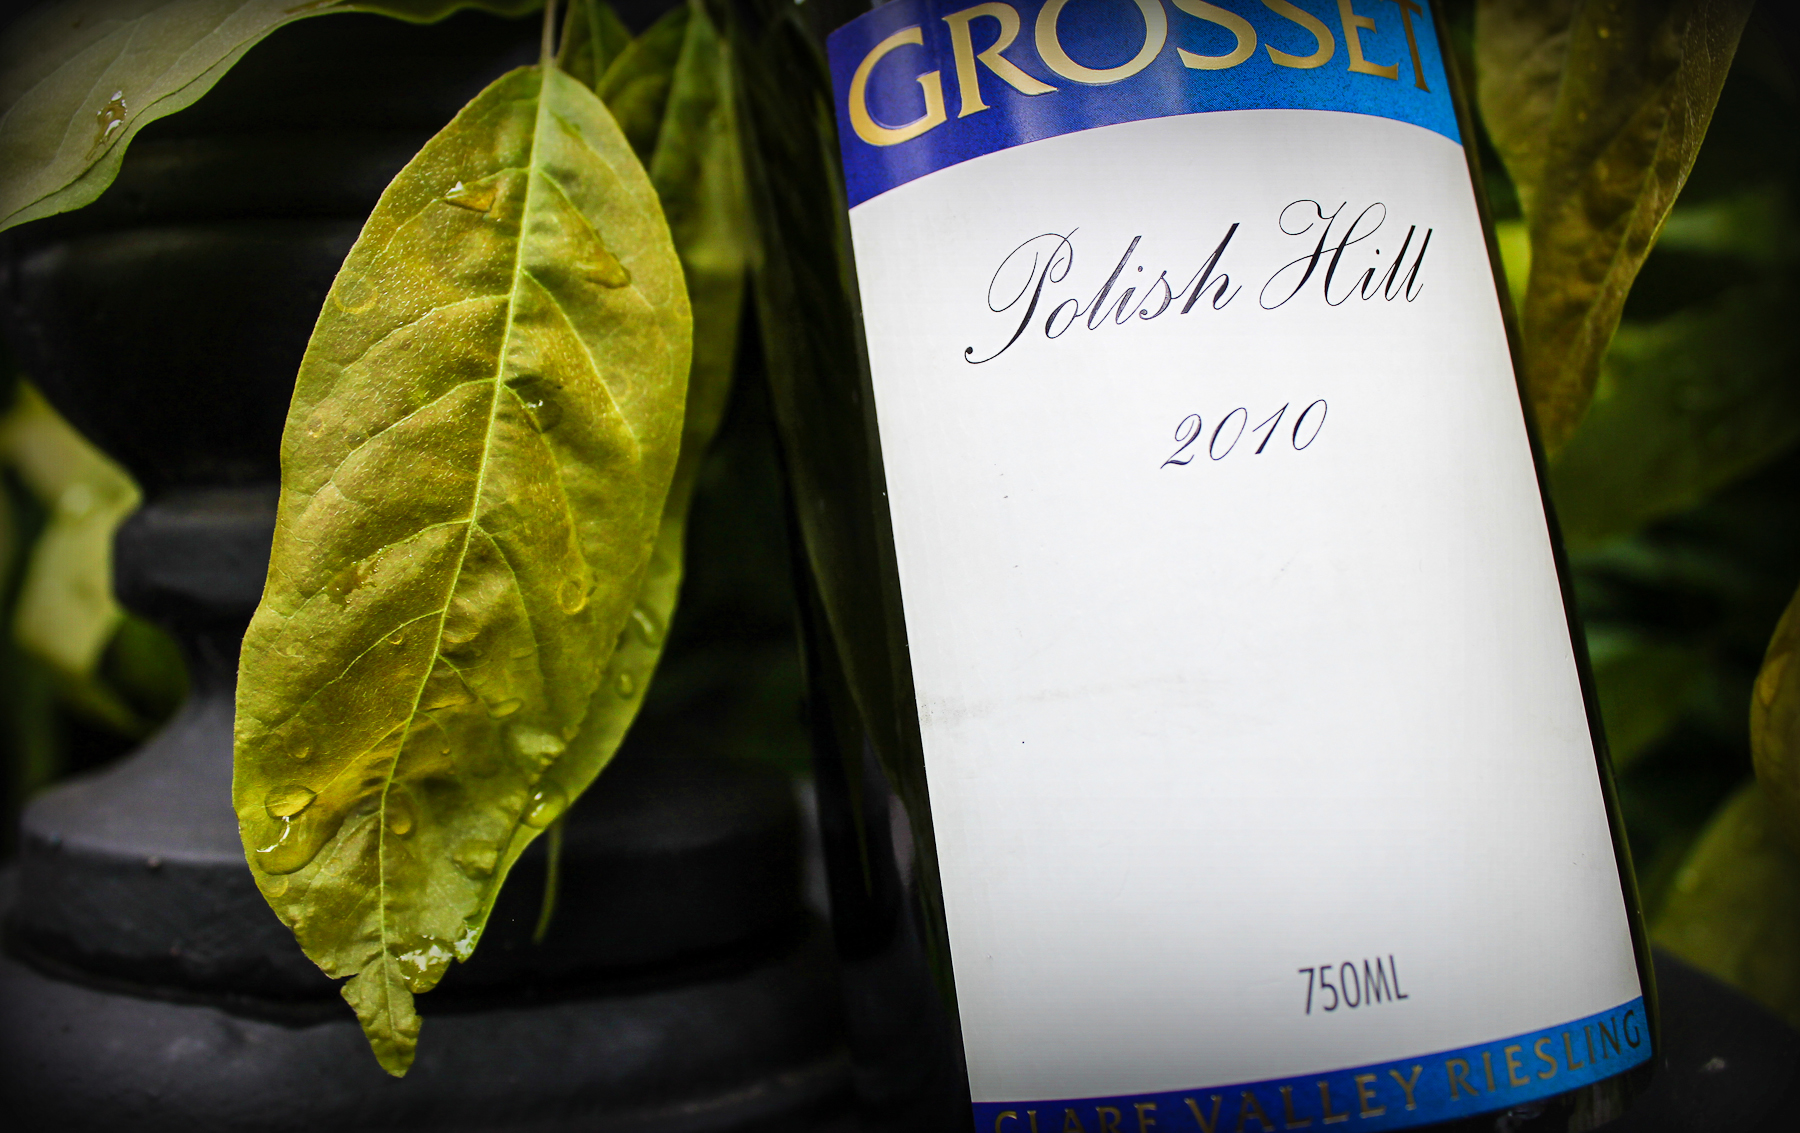 GROSSET
Polish Hill
2010
750ML
CLARE VALLEY RIESLING